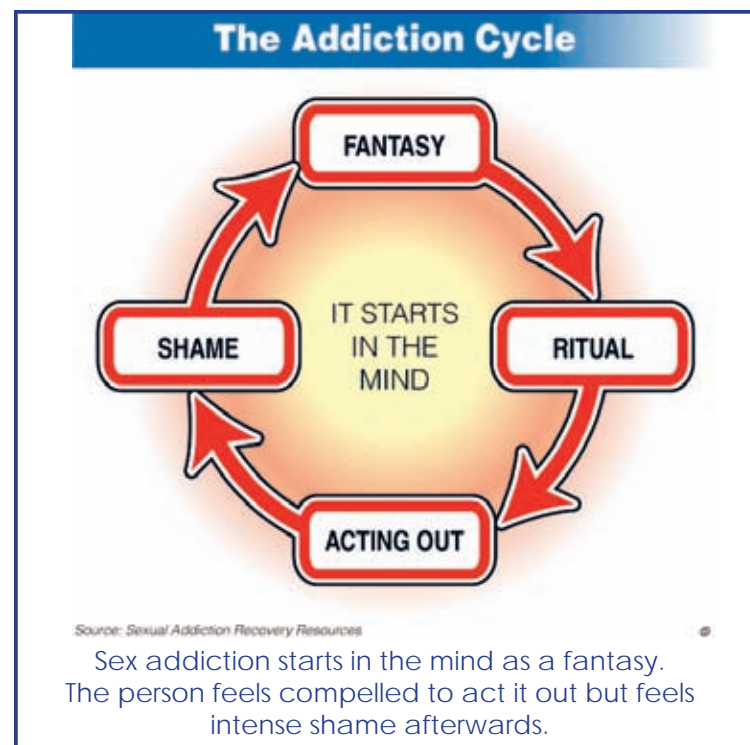 The Addiction Cycle
FANTASY
RITUAL
ACTING OUT
SHAME
IT STARTS
IN THE
MIND
Source: Sexual Addiction Recovery Resources
Sex addiction starts in the mind as a fantasy.
The person feels compelled to act it out but feels
intense shame afterwards.